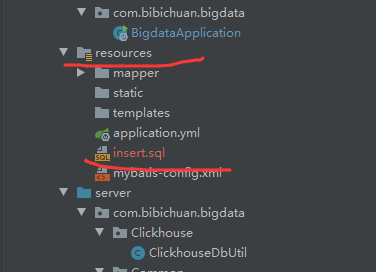 com.bibichuan.bigdata
BigdataApplication
resources
mapper
static
templates
application.yml
SQL insert.sql
mybatis-config.xml
server
com.bibichuan.bigdata
Clickhouse
C ClickhouseDbUtil
Common